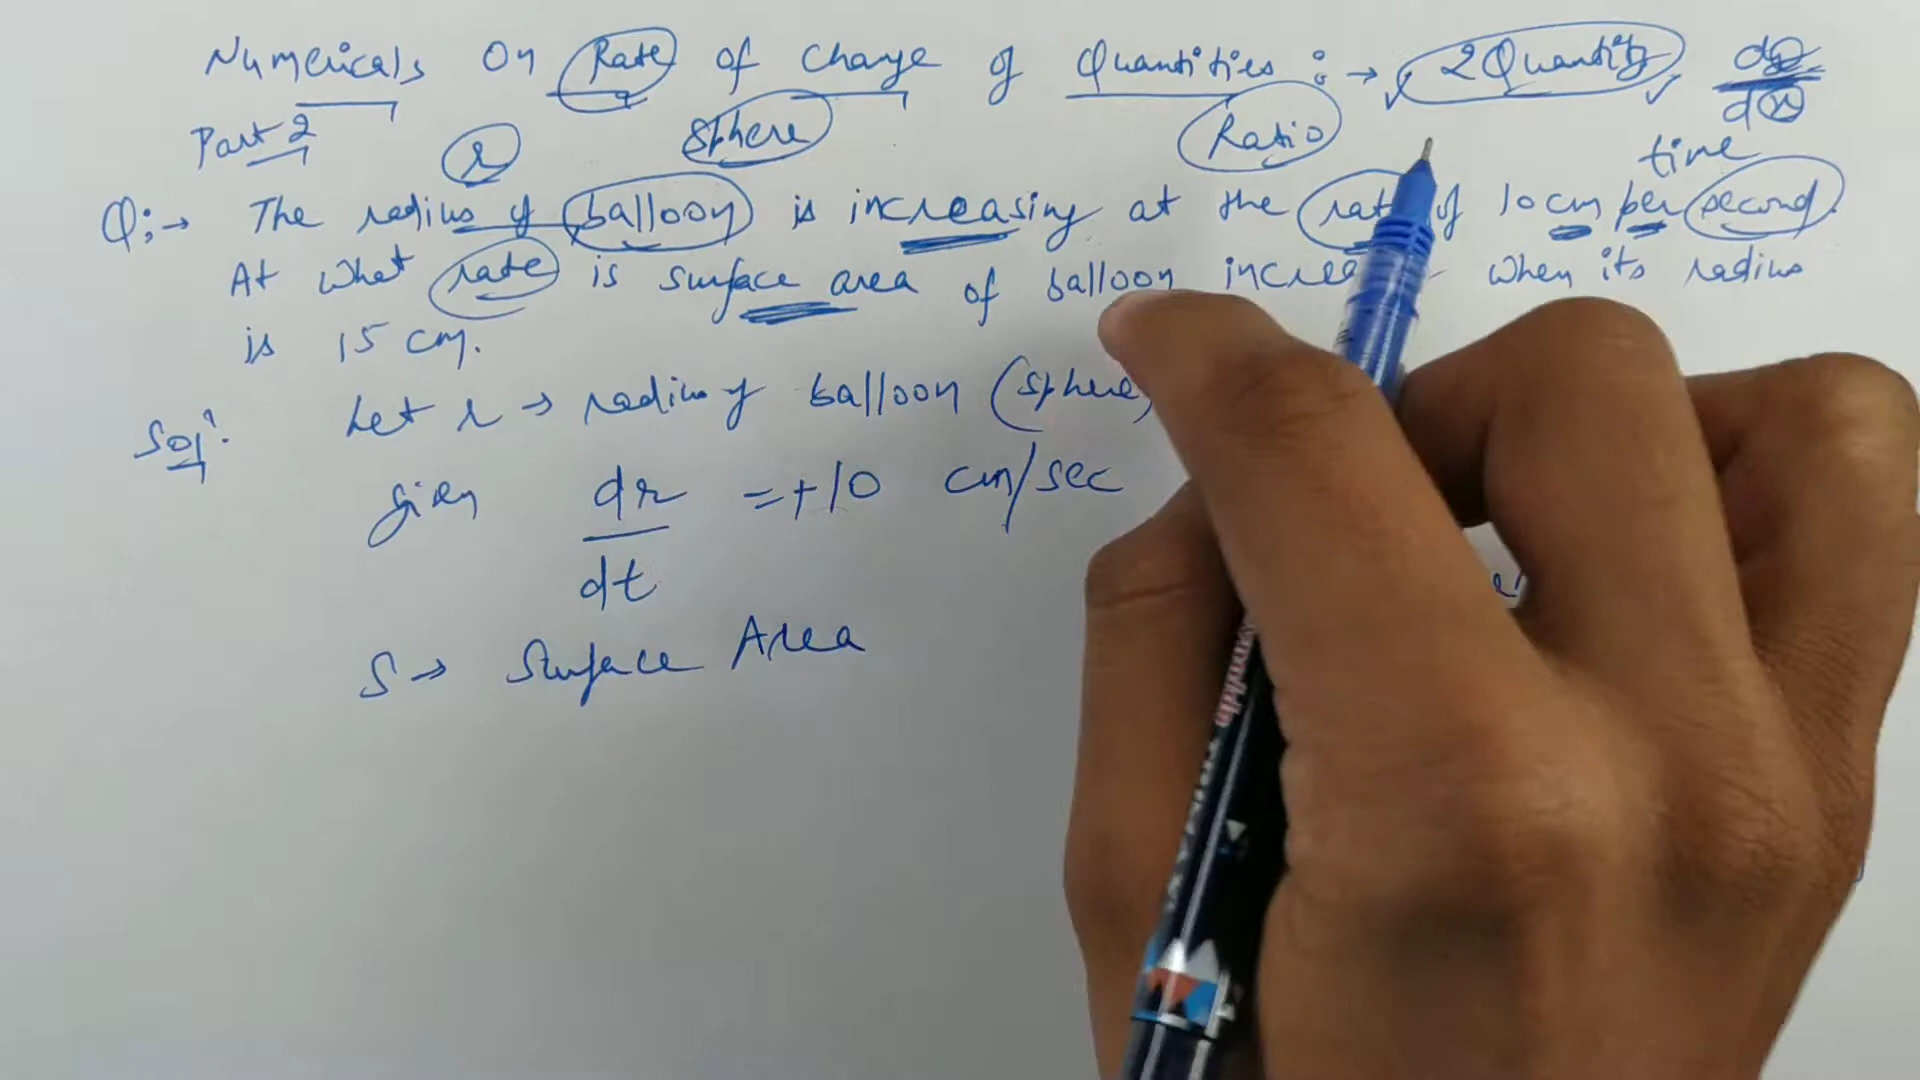 Numericals on Rate of change of Quantities :→ 2 Quantity
Part 2 r Sphere Ratio time
Q:→ The radius of balloon is increasing at the rate of 10 cm per second.
At what rate is surface area of balloon when its radius
is 15 cm.
Sol. Let r → radius of balloon (sphere)
given dr/dt = +10 cm/sec
S → Surface Area